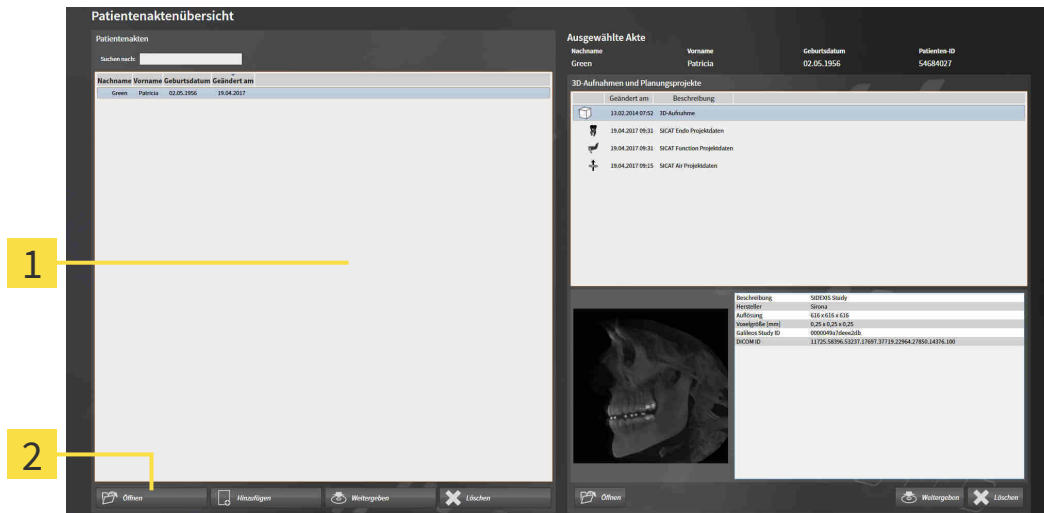 Patientenaktenübersicht
Patientenakten
Suchen nach:
Nachname Vorname Geburtsdatum Geändert am
Green Patricia 02.05.1956 19.04.2017
1
2
Öffnen Hinzufügen Weitergeben Löschen
Ausgewählte Akte
Nachname Vorname Geburtsdatum Patienten-ID
Green Patricia 02.05.1956 54684027
3D-Aufnahmen und Planungsprojekte
Geändert am Beschreibung
13.02.2014 07:52 3D-Aufnahme
19.04.2017 09:31 SICAT Endo Projektdaten
19.04.2017 09:31 SICAT Function Projektdaten
19.04.2017 09:15 SICAT Air Projektdaten
Beschreibung SIDEXIS Study
Hersteller Sirona
Auflösung 616 x 616 x 616
Voxelgröße [mm] 0,25 x 0,25 x 0,25
Galileos Study ID 0000049a7deee2db
DICOM ID 11725.58396.53237.17697.37719.22964.27850.14376.100
Öffnen Weitergeben Löschen